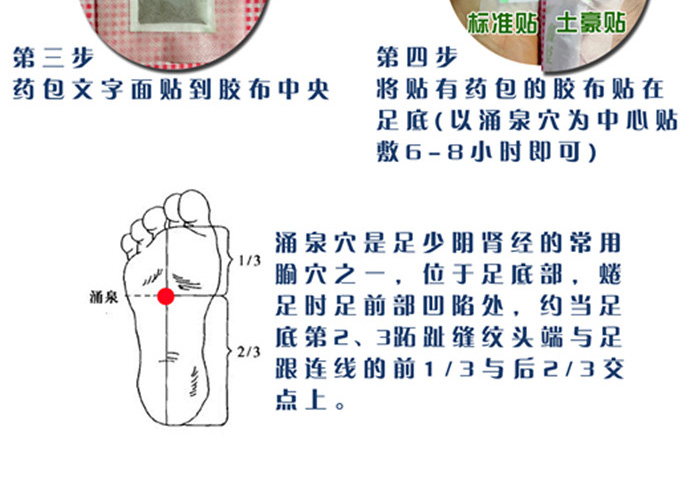 标准贴
土豪贴
第三步
药包文字面贴到胶布中央
第四步
将贴有药包的胶布贴在
足底(以涌泉穴为中心贴
敷6-8小时即可)
1/3
涌泉
2/3
涌泉穴是足少阴肾经的常用
腧穴之一，位于足底部，蜷
足时足前部凹陷处，约当足
底第2、3跖趾缝纹头端与足
跟连线的前1/3与后2/3交
点上。